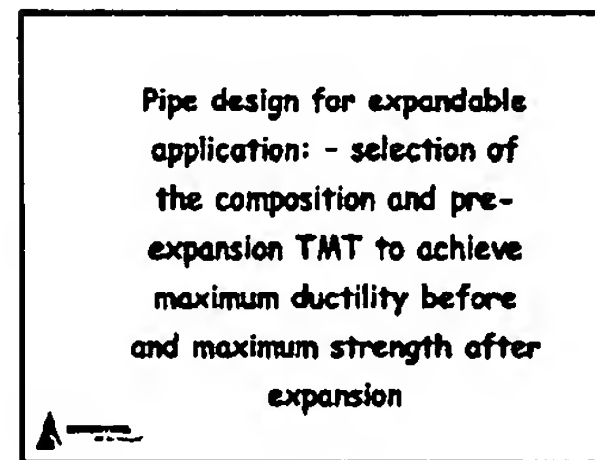 Pipe design for expandable
application: - selection of
the composition and pre-
expansion TMT to achieve
maximum ductility before
and maximum strength after
expansion